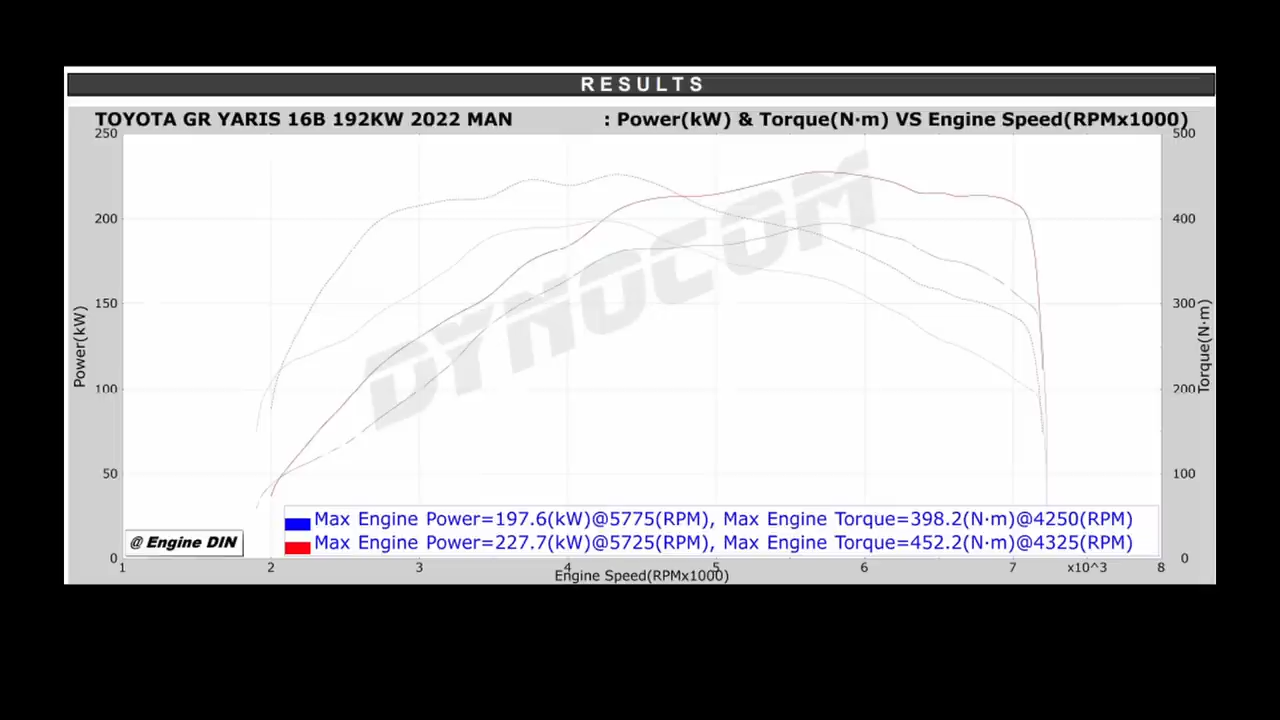 RESULTS
TOYOTA GR YARIS 16B 192KW 2022 MAN : Power(kW) & Torque(N·m) VS Engine Speed(RPMx1000)
250 500
200 400
150 300
100 200
50 100
0 0
Power(kW)
Torque(N·m)
DYNOCOM
Max Engine Power=197.6(kW)@5775(RPM), Max Engine Torque=398.2(N·m)@4250(RPM)
Max Engine Power=227.7(kW)@5725(RPM), Max Engine Torque=452.2(N·m)@4325(RPM)
@ Engine DIN
1 2 3 4 5 6 7 x10^3 8
Engine Speed(RPMx1000)